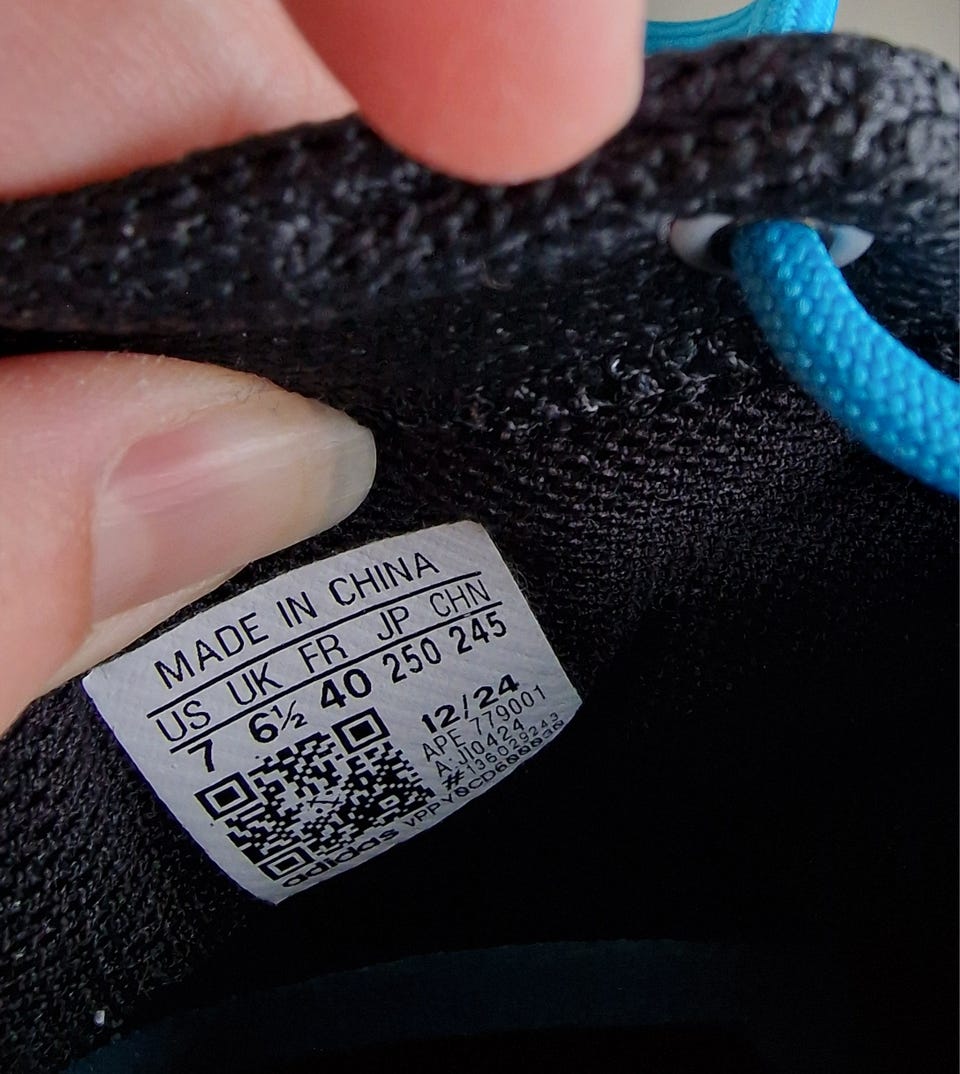 MADE IN CHINA
US UK FR JP CHN
7 6½ 40 250 245
12/24
APE 779001
A:JI0424
#136029243
adidas